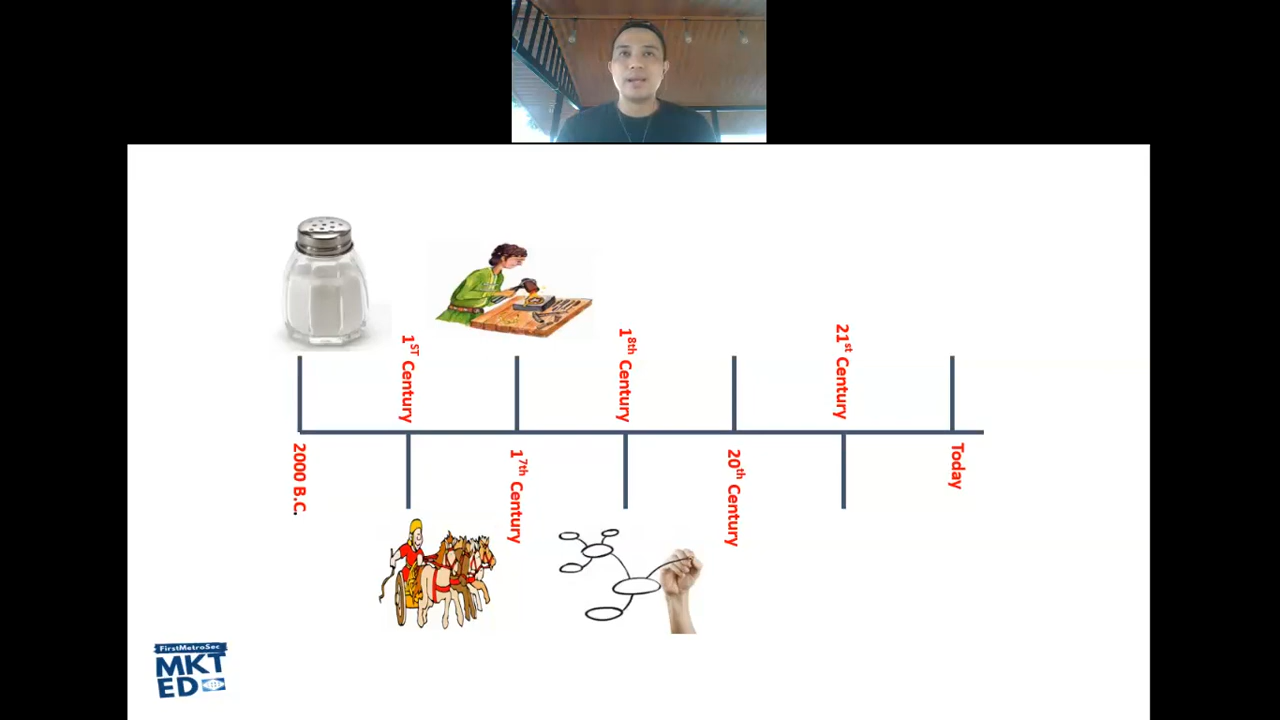 1ST Century
18th Century
21st Century
2000 B.C.
17th Century
20th Century
Today
FirstMetroSec
MKT
ED